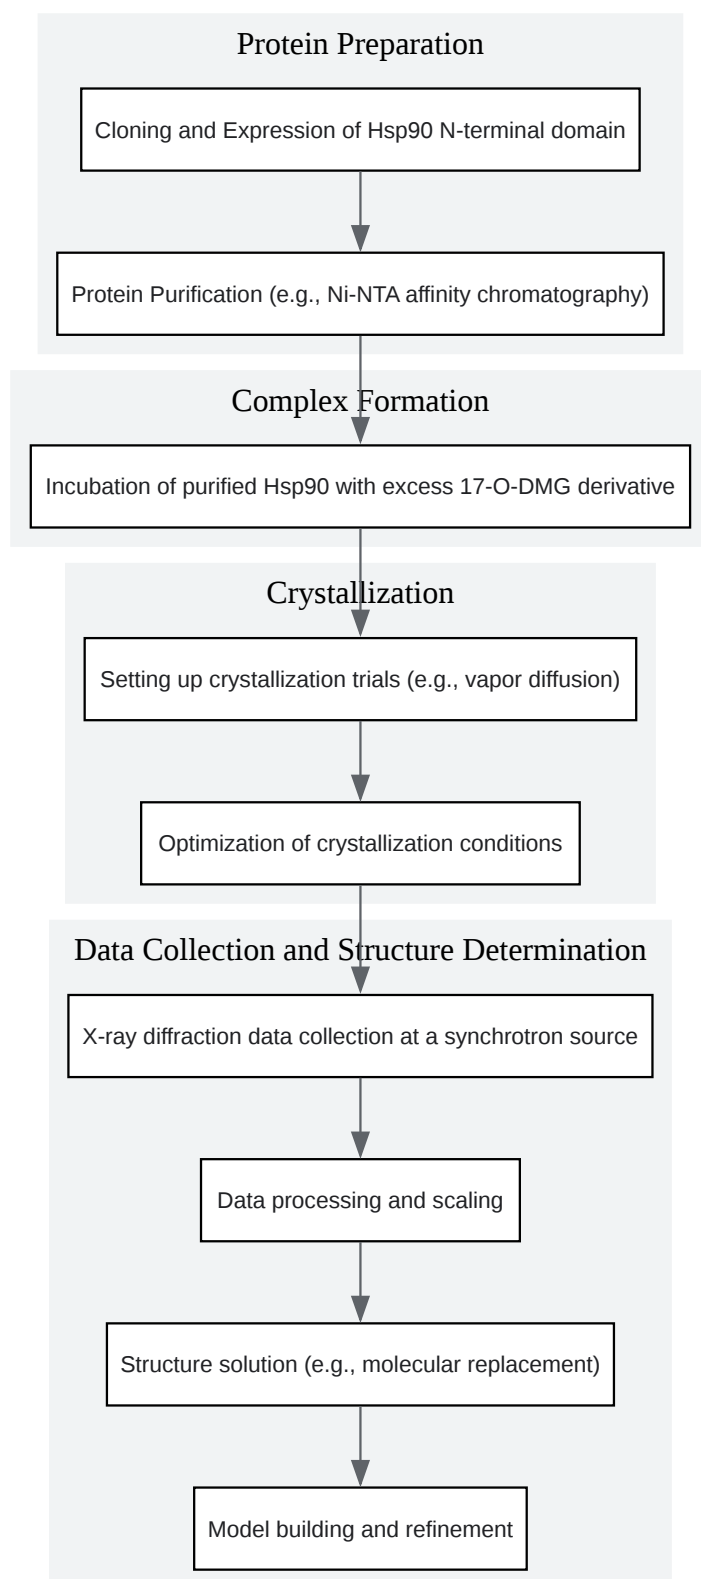 Protein Preparation
Cloning and Expression of Hsp90 N-terminal domain
Protein Purification (e.g., Ni-NTA affinity chromatography)
Complex Formation
Incubation of purified Hsp90 with excess 17-O-DMG derivative
Crystallization
Setting up crystallization trials (e.g., vapor diffusion)
Optimization of crystallization conditions
Data Collection and Structure Determination
X-ray diffraction data collection at a synchrotron source
Data processing and scaling
Structure solution (e.g., molecular replacement)
Model building and refinement